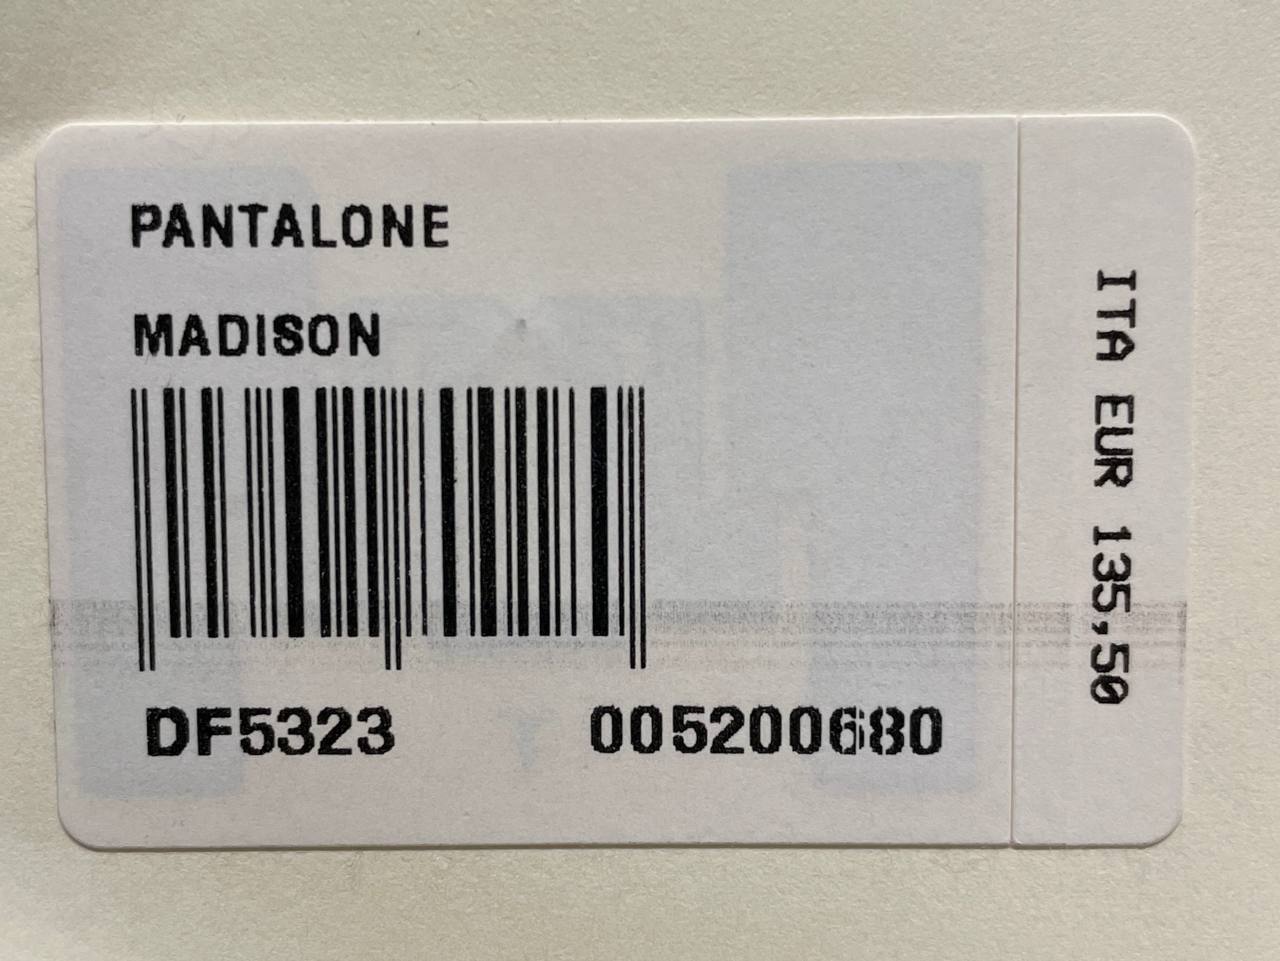 PANTALONE
MADISON
DF5323 005200680
ITA EUR 135,50